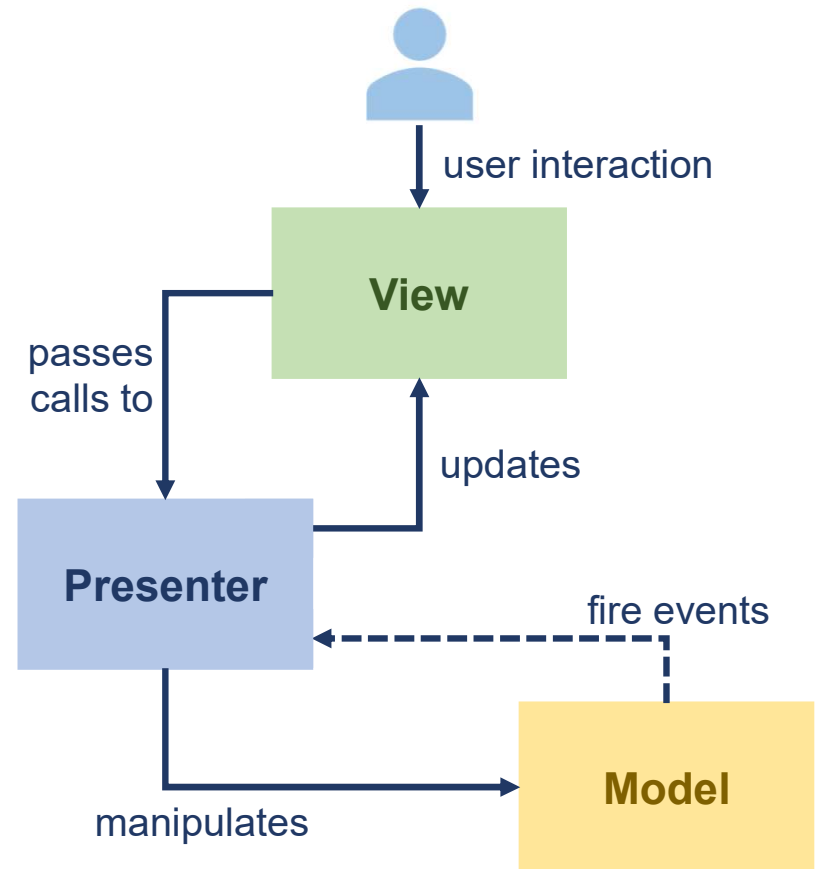 user interaction
View
passes
calls to
updates
Presenter
fire events
Model
manipulates